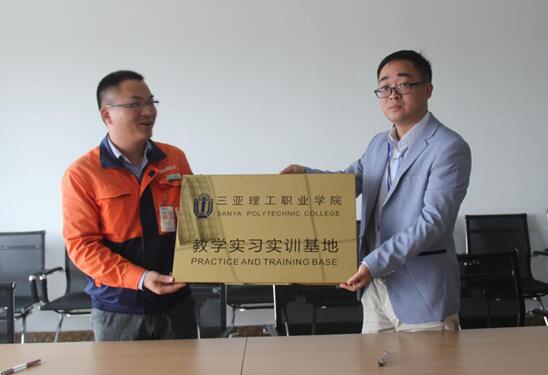 三亚理工职业学院
SANYA POLYTECHNIC COLLEGE
教学实习实训基地
PRACTICE AND TRAINING BASE